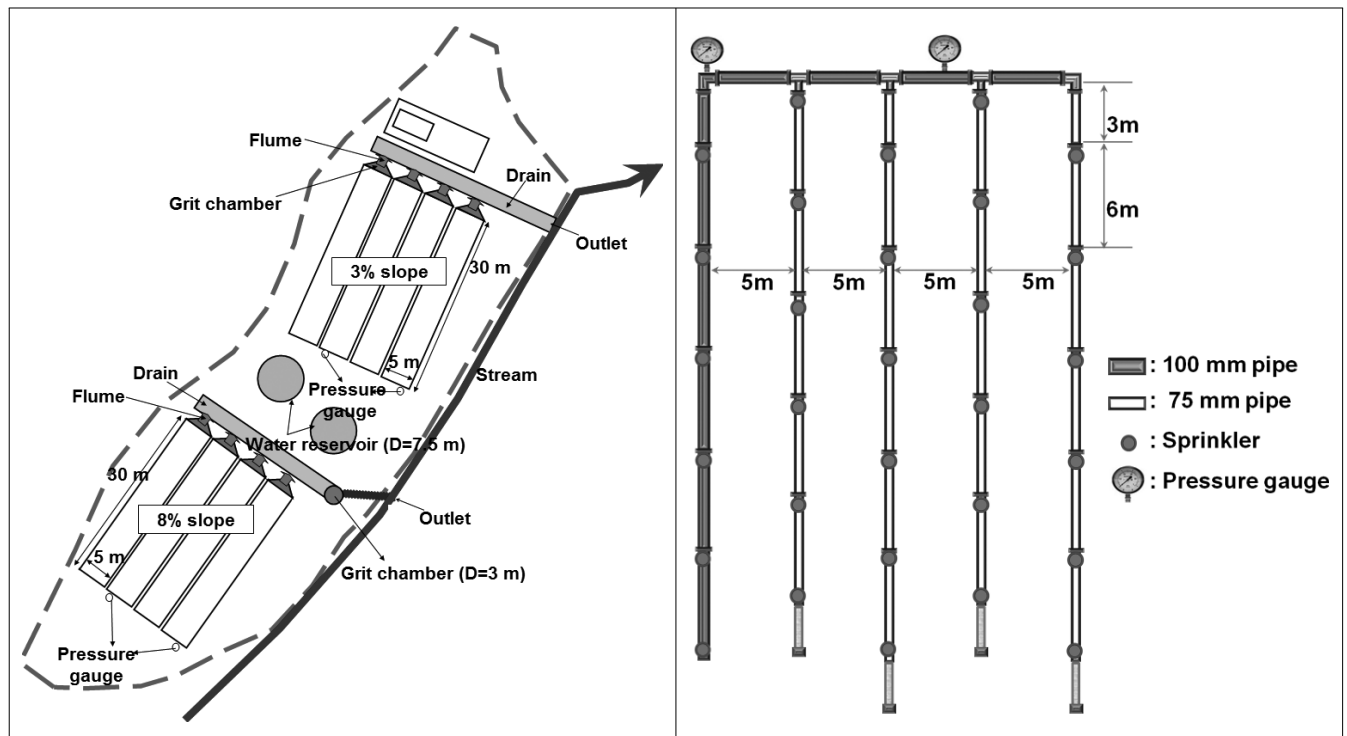 Flume
Drain
Grit chamber
Outlet
3% slope
30 m
5 m
Stream
Pressure
gauge
Drain
Flume
Water reservoir (D=7.5 m)
30 m
8% slope
Outlet
5 m
Grit chamber (D=3 m)
Pressure
gauge
3m
6m
5m
5m
5m
5m
: 100 mm pipe
: 75 mm pipe
: Sprinkler
: Pressure gauge